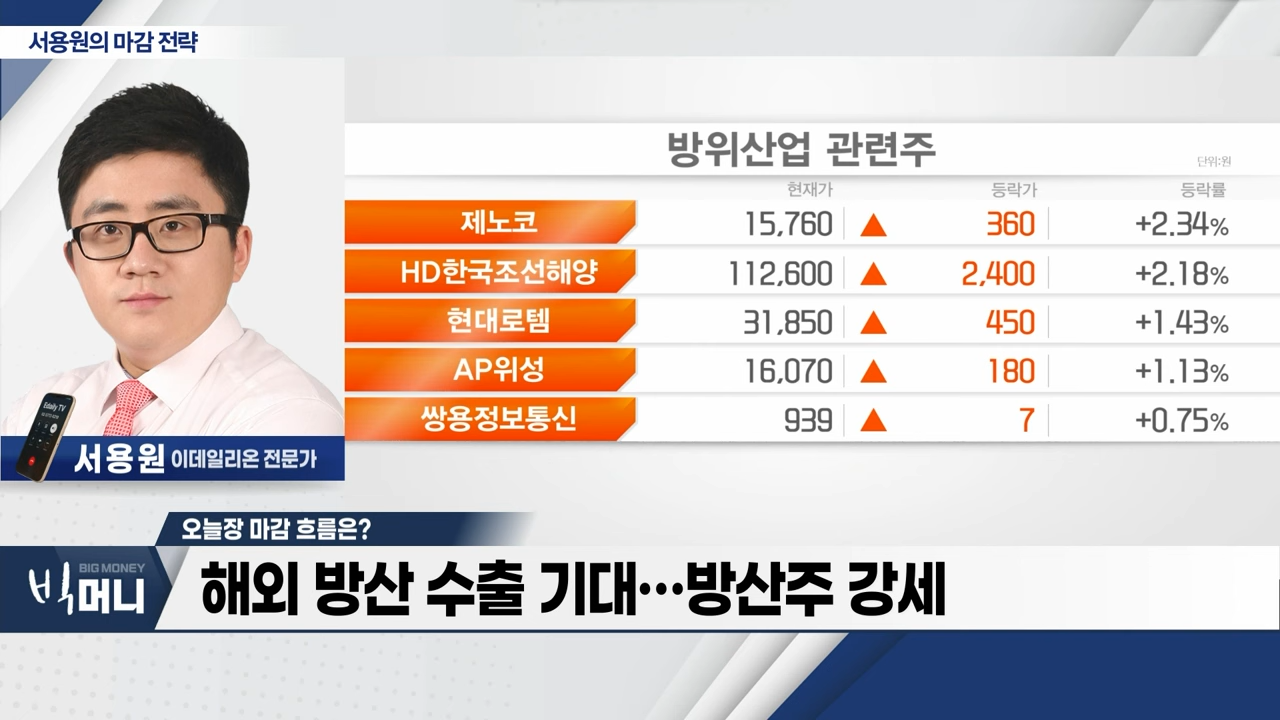 서용원의 마감 전략
방위산업 관련주
단위:원
현재가 등락가 등락률
제노코 15,760 ▲ 360 +2.34%
HD한국조선해양 112,600 ▲ 2,400 +2.18%
현대로템 31,850 ▲ 450 +1.43%
AP위성 16,070 ▲ 180 +1.13%
쌍용정보통신 939 ▲ 7 +0.75%
Edaily TV
서용원 이데일리온 전문가
오늘장 마감 흐름은?
BIG MONEY
빅머니
해외 방산 수출 기대…방산주 강세